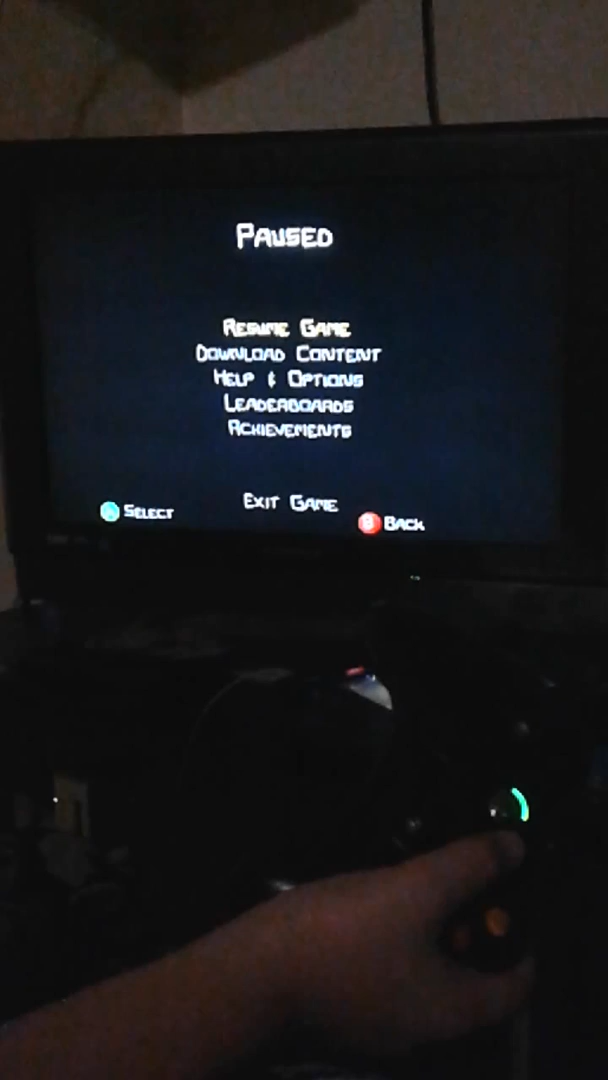 PAUSED
RESUME GAME
DOWNLOAD CONTENT
HELP & OPTIONS
LEADERBOARDS
ACHIEVEMENTS
EXIT GAME
A SELECT
B BACK